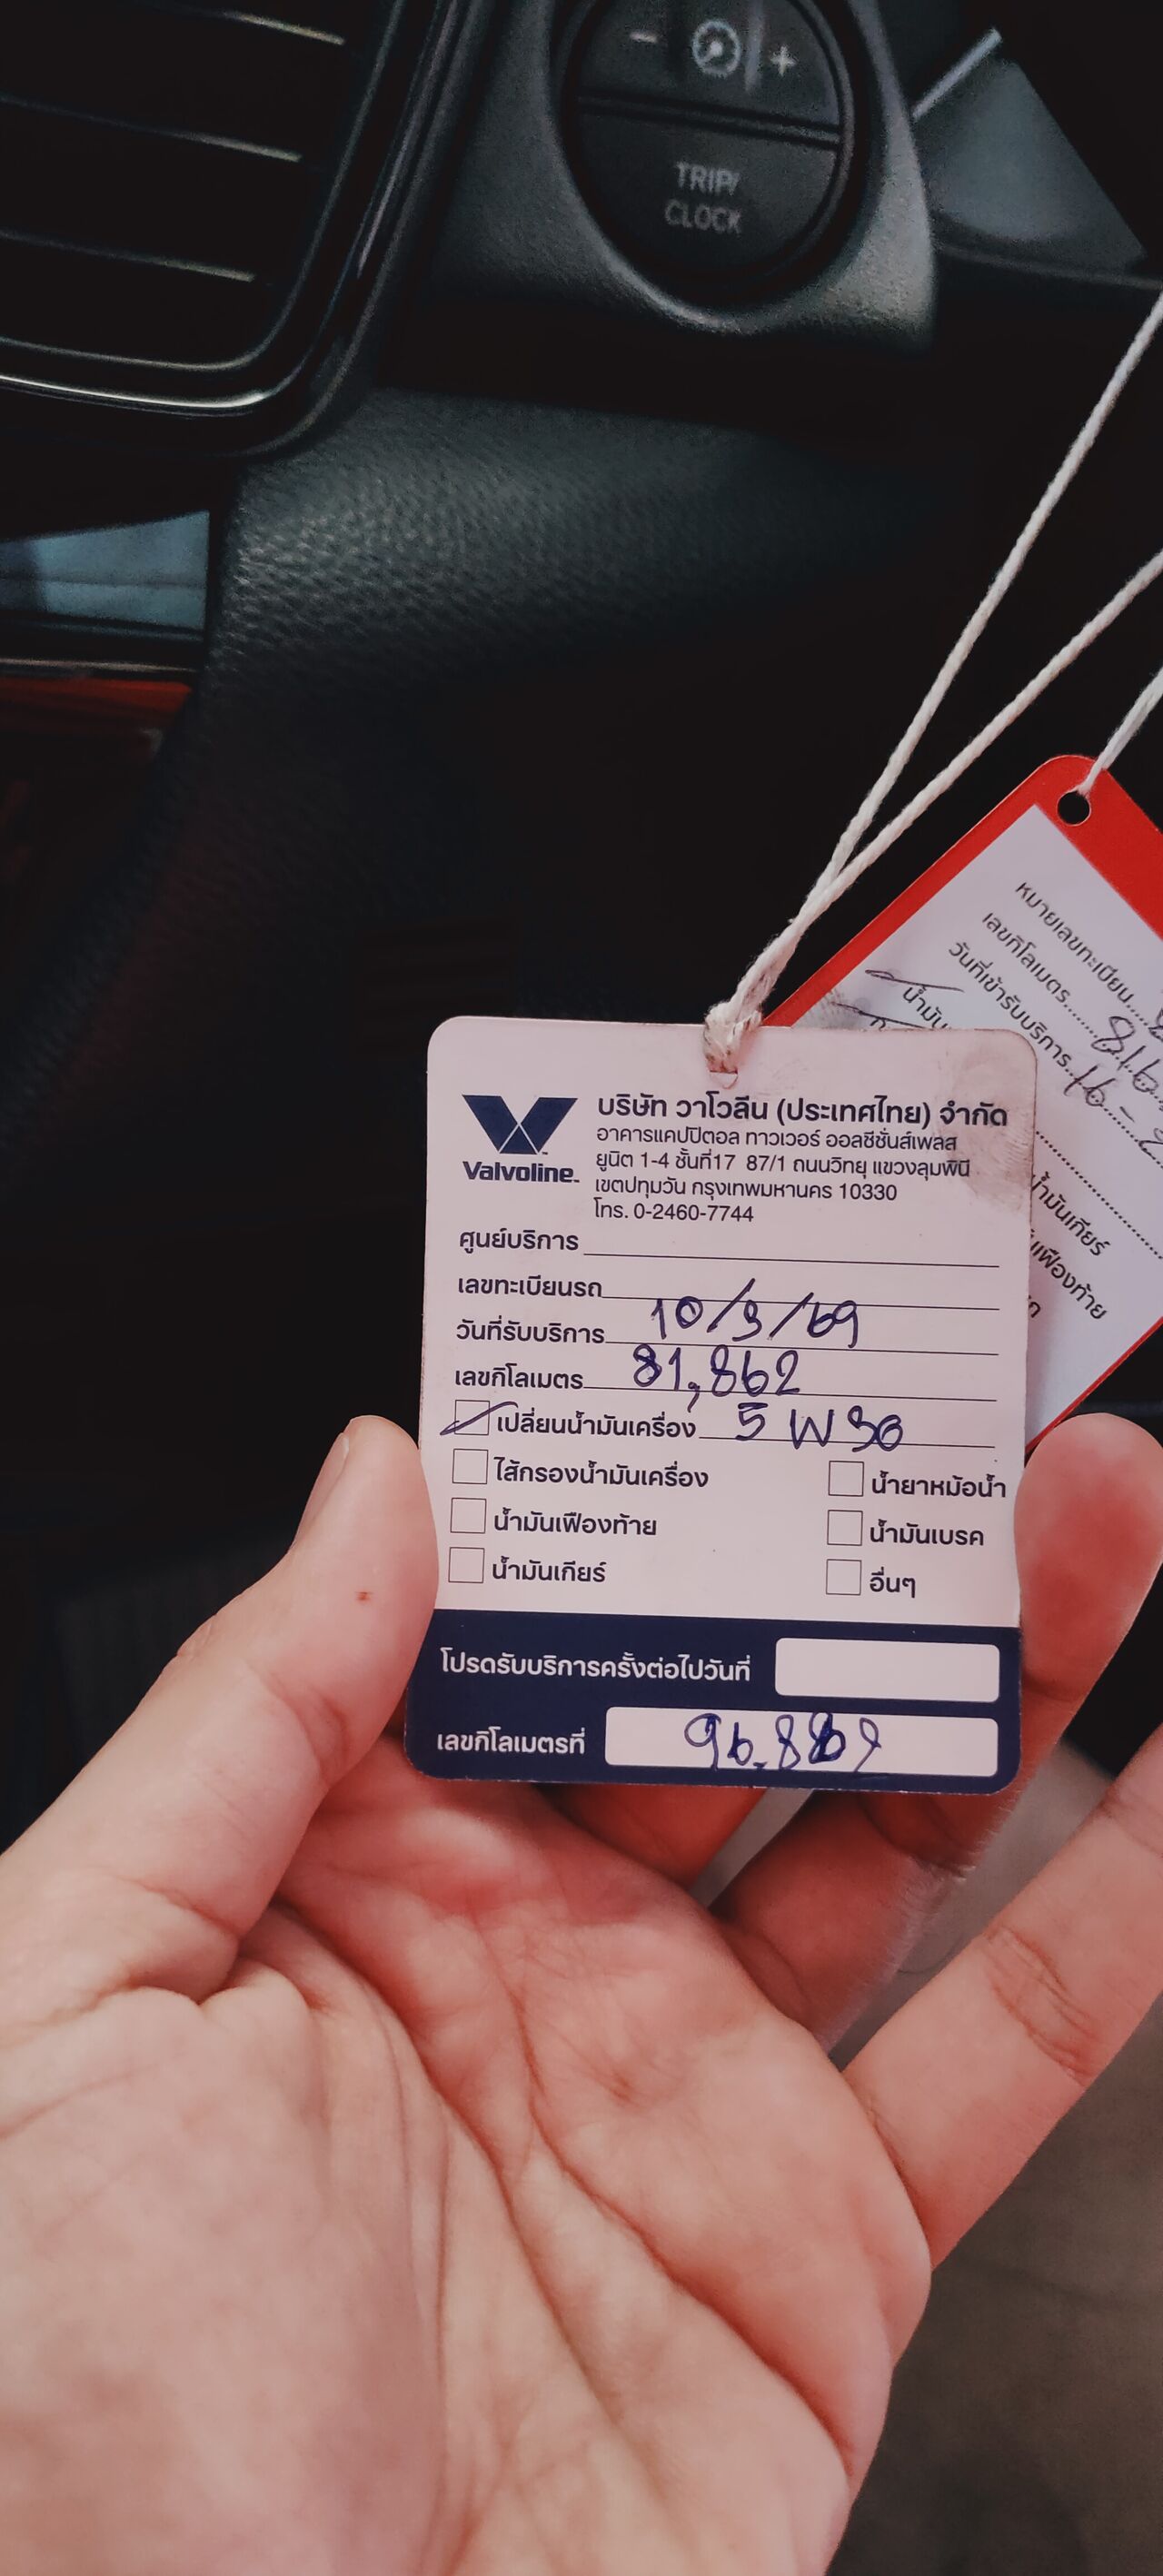 - +
TRIP/
CLOCK
หมายเลขทะเบียน
เลขกิโลเมตร 816
วันที่เข้ารับบริการ 16-
น้ำมัน
น้ำมันเกียร์
เฟืองท้าย
Valvoline
บริษัท วาโวลีน (ประเทศไทย) จำกัด
อาคารแคปปิตอล ทาวเวอร์ ออลซีซั่นส์เพลส
ยูนิต 1-4 ชั้นที่17 87/1 ถนนวิทยุ แขวงลุมพินี
เขตปทุมวัน กรุงเทพมหานคร 10330
โทร. 0-2460-7744
ศูนย์บริการ
เลขทะเบียนรถ
วันที่รับบริการ 10/3/69
เลขกิโลเมตร 81,862
เปลี่ยนน้ำมันเครื่อง 5 W 30
ไส้กรองน้ำมันเครื่อง น้ำยาหม้อน้ำ
น้ำมันเฟืองท้าย น้ำมันเบรค
น้ำมันเกียร์ อื่นๆ
โปรดรับบริการครั้งต่อไปวันที่
เลขกิโลเมตรที่